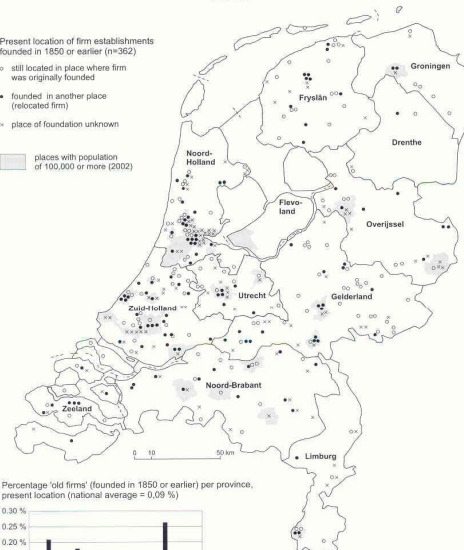 Present location of firm establishments
founded in 1850 or earlier (n=362)
o still located in place where firm
was originally founded
• founded in another place
(relocated firm)
× place of foundation unknown
places with population
of 100,000 or more (2002)
Groningen
Fryslân
Drenthe
Noord-
Holland
Flevo-
land
Overijssel
Utrecht
Gelderland
Zuid-Holland
Noord-Brabant
Zeeland
Limburg
0 10 50 km
Percentage 'old firms' (founded in 1850 or earlier) per province,
present location (national average = 0,09 %)
0.30 %
0.25 %
0.20 %